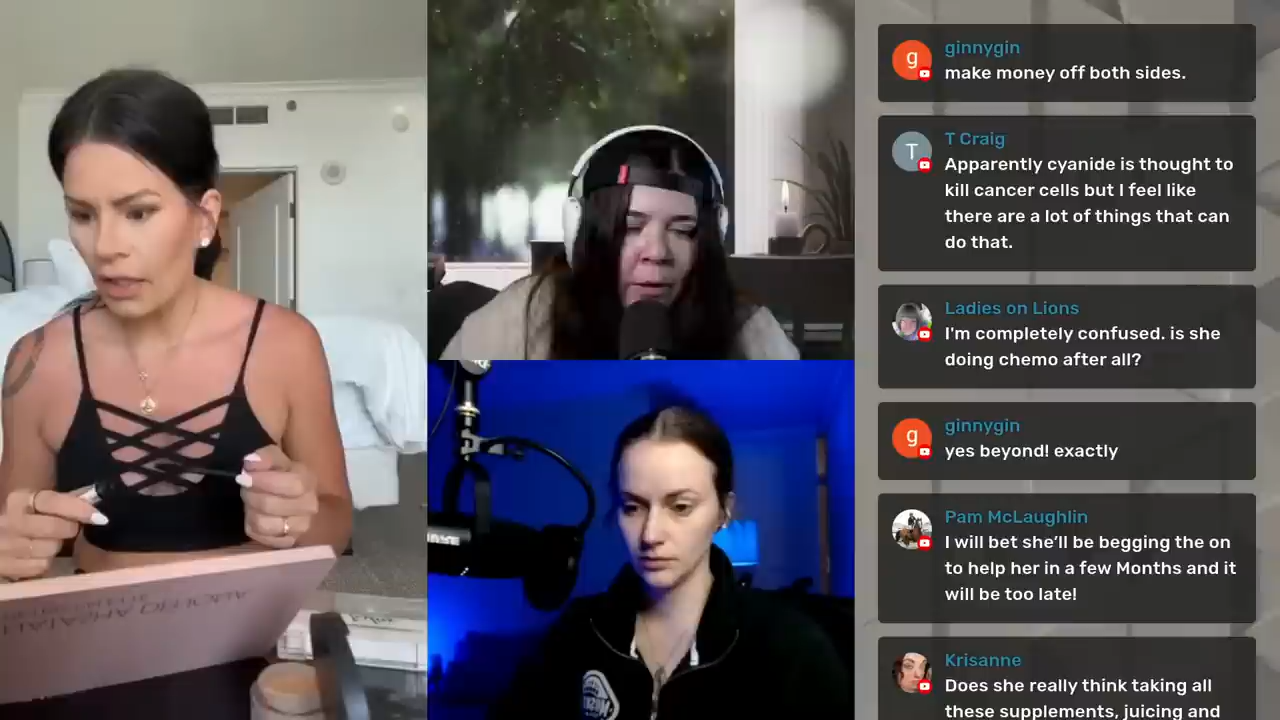 ginnygin
make money off both sides.
T
T Craig
Apparently cyanide is thought to
kill cancer cells but I feel like
there are a lot of things that can
do that.
Ladies on Lions
I'm completely confused. is she
doing chemo after all?
g
ginnygin
yes beyond! exactly
Pam McLaughlin
I will bet she’ll be begging the on
to help her in a few Months and it
will be too late!
Krisanne
Does she really think taking all
these supplements, juicing and